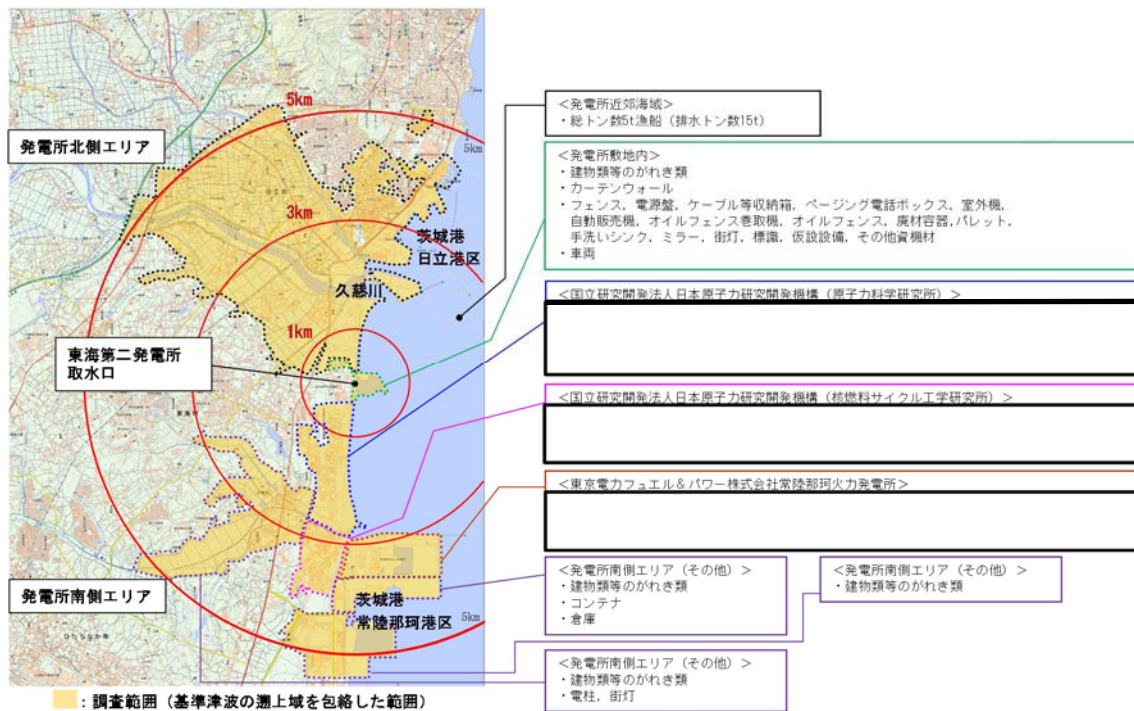 5km
5km
発電所北側エリア
3km
茨城港
日立港区
久慈川
1km
東海第二発電所
取水口
発電所南側エリア
茨城港
常陸那珂港区
5km
ひたちなか市
：調査範囲（基準津波の遡上域を包絡した範囲）
＜発電所近郊海域＞
・総トン数5t漁船（排水トン数15t）
＜発電所敷地内＞
・建物類等のがれき類
・カーテンウォール
・フェンス，電源盤，ケーブル等収納箱，ページング電話ボックス，室外機，
自動販売機，オイルフェンス巻取機，オイルフェンス，廃材容器，パレット，
手洗いシンク，ミラー，街灯，標識，仮設設備，その他資機材
・車両
＜国立研究開発法人日本原子力研究開発機構（原子力科学研究所）＞
＜国立研究開発法人日本原子力研究開発機構（核燃料サイクル工学研究所）＞
＜東京電力フュエル＆パワー株式会社常陸那珂火力発電所＞
＜発電所南側エリア（その他）＞
・建物類等のがれき類
・コンテナ
・倉庫
＜発電所南側エリア（その他）＞
・建物類等のがれき類
＜発電所南側エリア（その他）＞
・建物類等のがれき類
・電柱，街灯